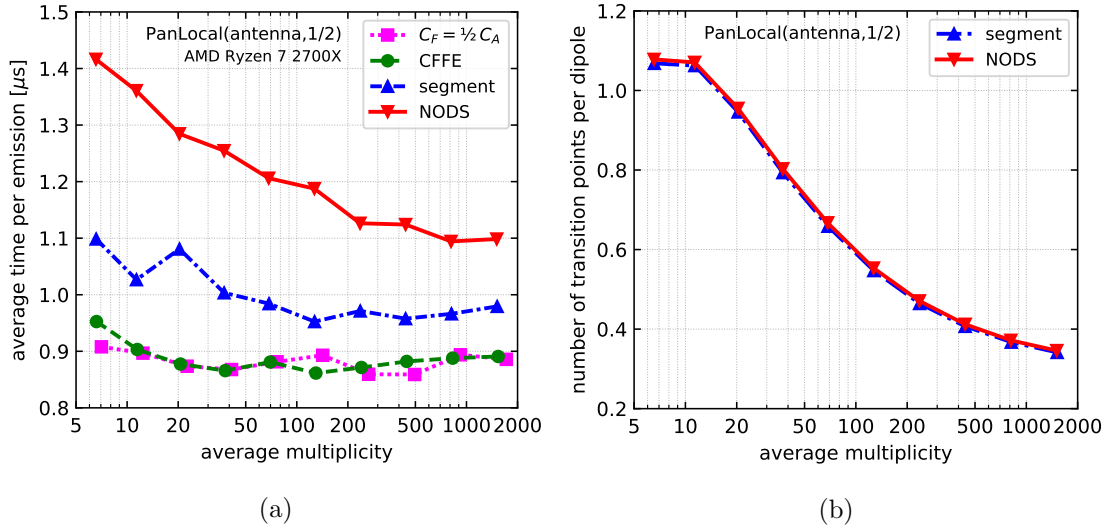 PanLocal(antenna,1/2)
AMD Ryzen 7 2700X
C_F = ½ C_A
CFFE
segment
NODS
average time per emission [μs]
1.5
1.4
1.3
1.2
1.1
1.0
0.9
0.8
5 10 20 50 100 200 500 1000 2000
average multiplicity
(a)
PanLocal(antenna,1/2)
segment
NODS
number of transition points per dipole
1.2
1.0
0.8
0.6
0.4
0.2
5 10 20 50 100 200 500 1000 2000
average multiplicity
(b)